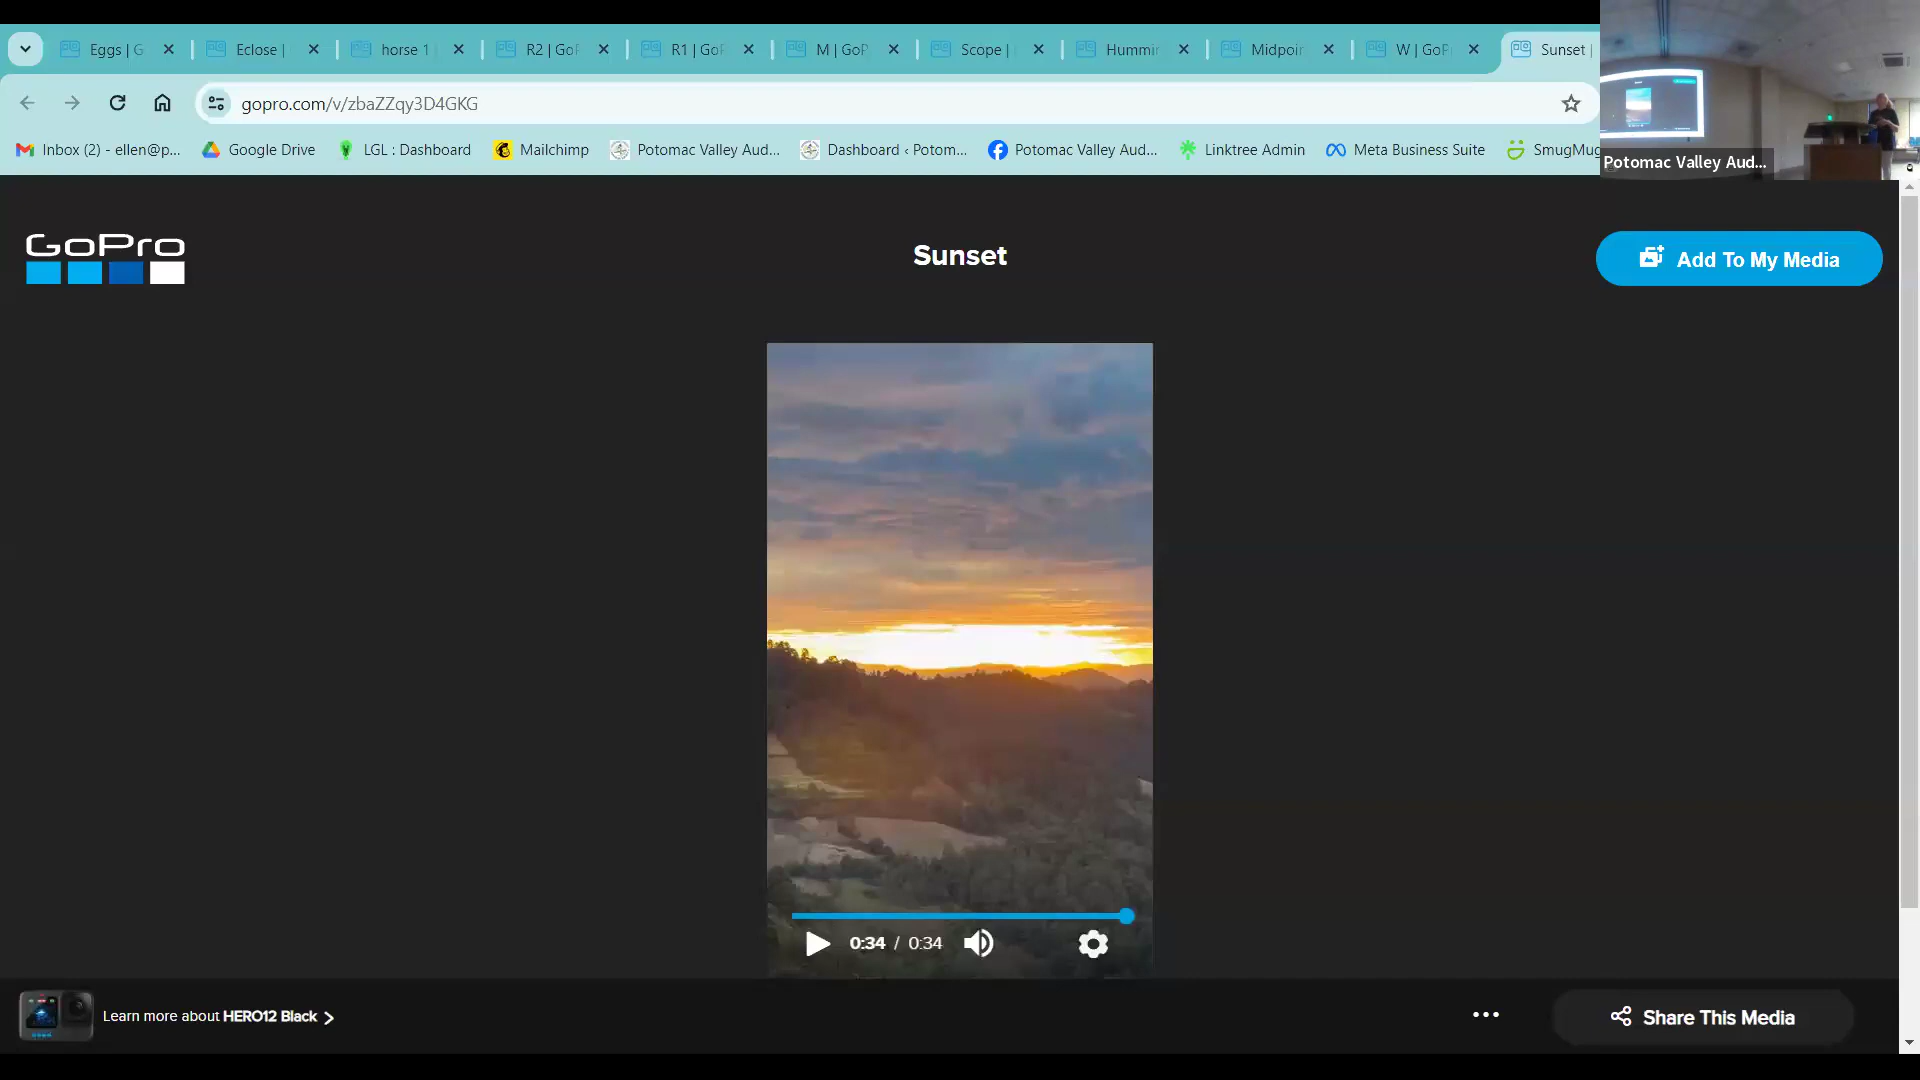 Eggs | G
Eclose |
horse 1
R2 | GoP
R1 | GoP
M | GoP
Scope |
Hummin
Midpoin
W | GoP
Sunset |
gopro.com/v/zbaZZqy3D4GKG
Inbox (2) - ellen@p...
Google Drive
LGL : Dashboard
Mailchimp
Potomac Valley Aud...
Dashboard ‹ Potom...
Potomac Valley Aud...
Linktree Admin
Meta Business Suite
SmugMug
Potomac Valley Aud...
GoPro
Sunset
Add To My Media
0:34 / 0:34
Learn more about HERO12 Black >
Share This Media